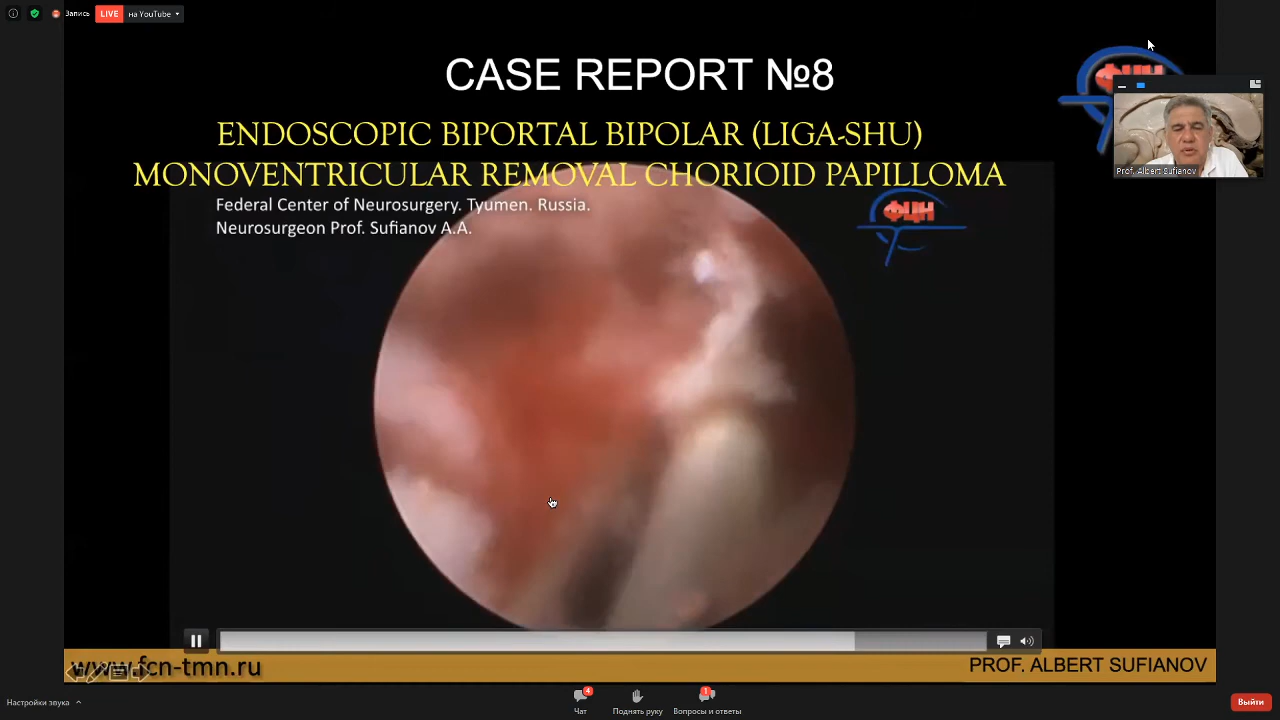 Запись
LIVE
на YouTube
CASE REPORT №8
ФЦН
ENDOSCOPIC BIPORTAL BIPOLAR (LIGA-SHU)
MONOVENTRICULAR REMOVAL CHORIOID PAPILLOMA
Prof. Albert Sufianov
Federal Center of Neurosurgery. Tyumen. Russia.
Neurosurgeon Prof. Sufianov A.A.
ФЦН
www.fcn-tmn.ru
PROF. ALBERT SUFIANOV
Настройки звука
4
Чат
Поднять руку
1
Вопросы и ответы
Выйти